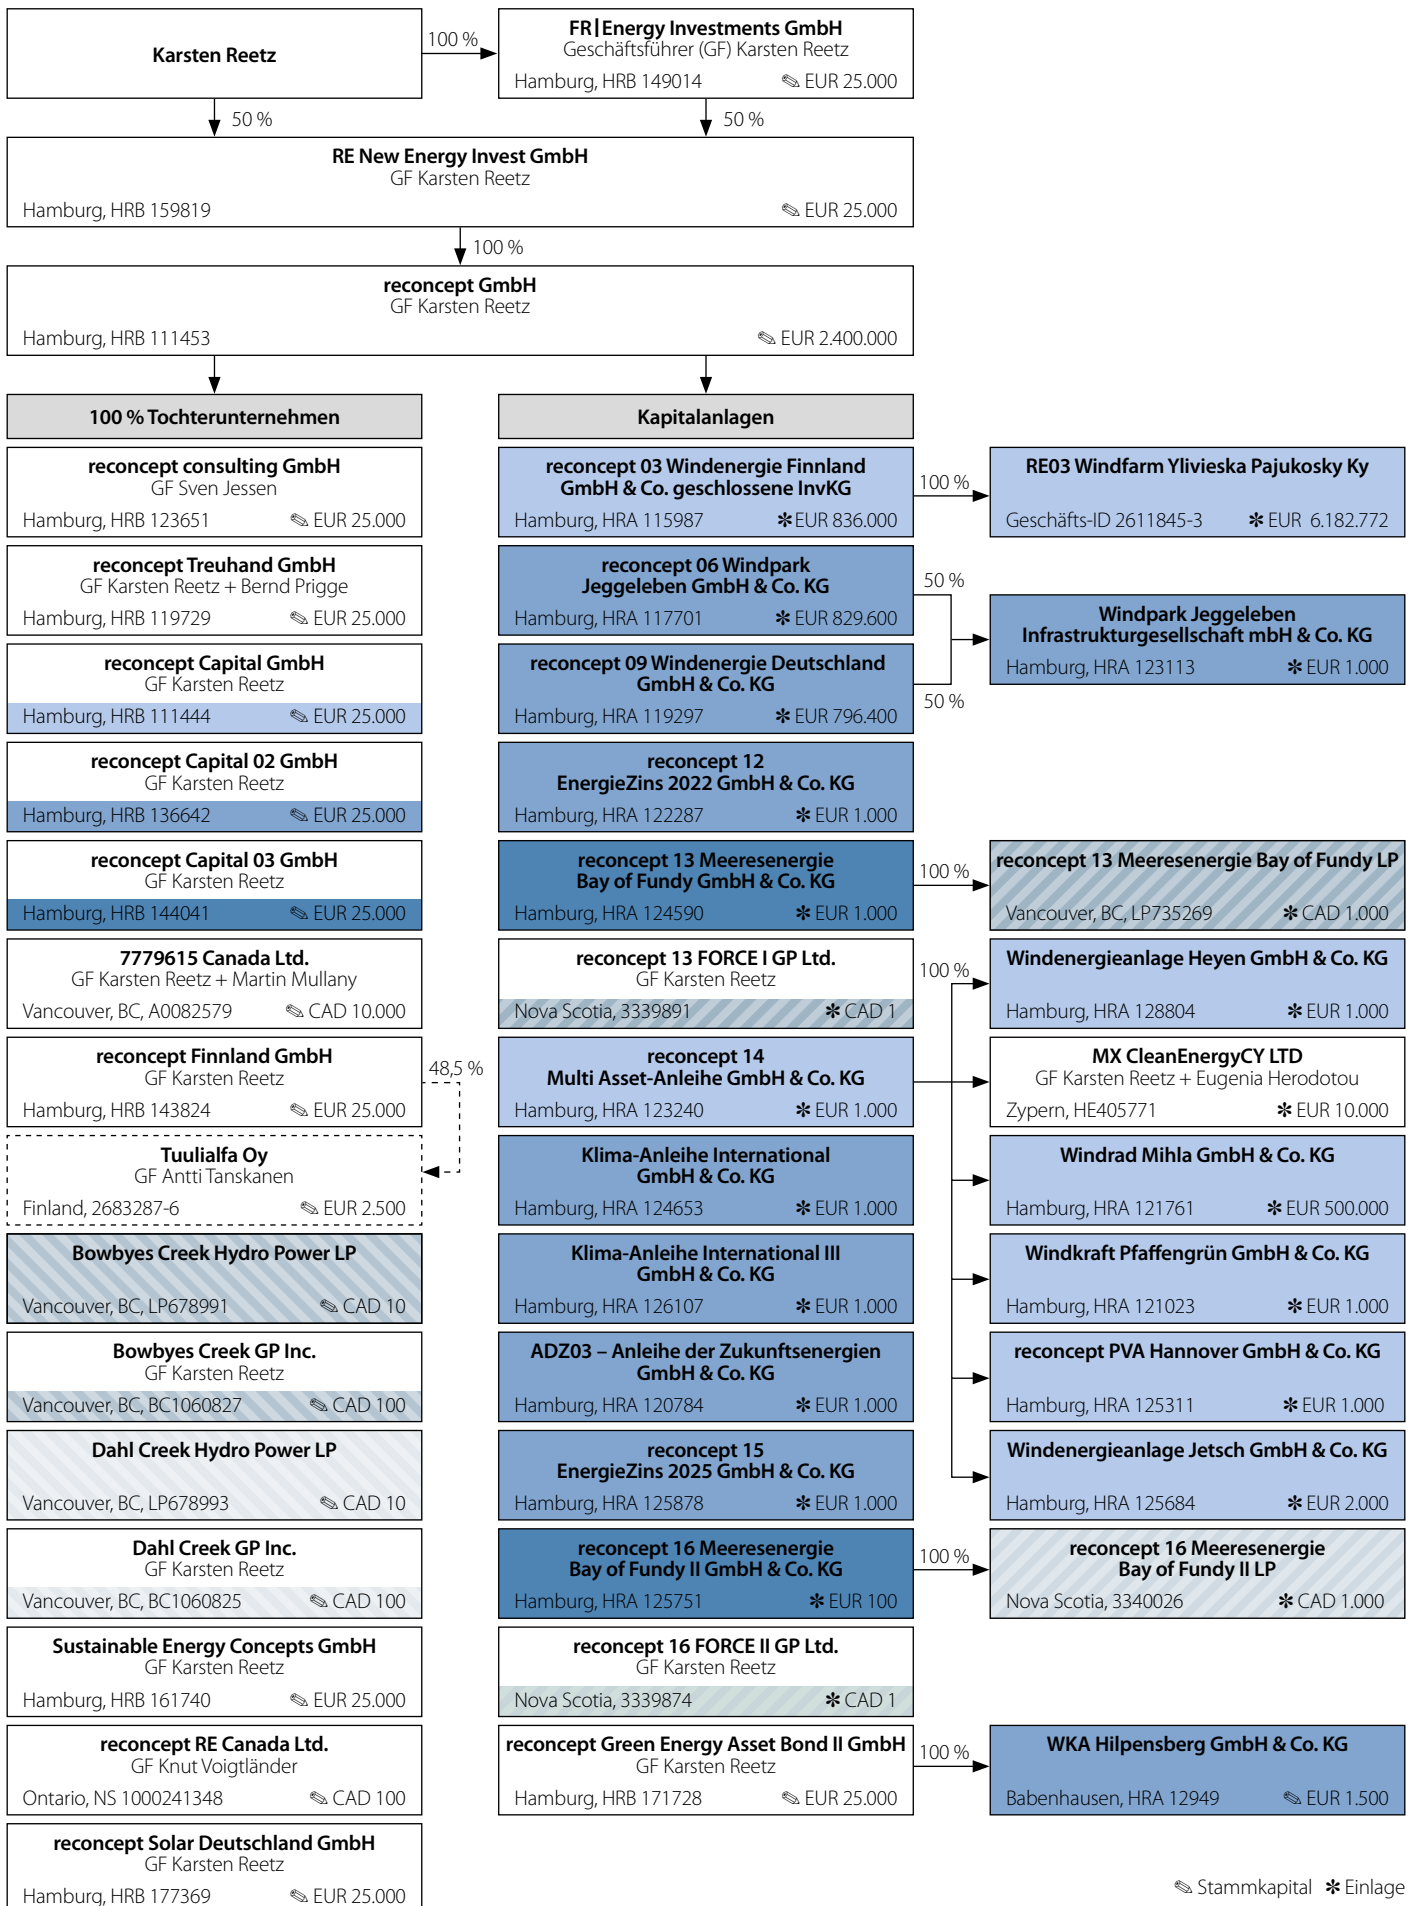 Karsten Reetz
100 %
FR|Energy Investments GmbH
Geschäftsführer (GF) Karsten Reetz
Hamburg, HRB 149014 ✎ EUR 25.000
50 %
50 %
RE New Energy Invest GmbH
GF Karsten Reetz
Hamburg, HRB 159819 ✎ EUR 25.000
100 %
reconcept GmbH
GF Karsten Reetz
Hamburg, HRB 111453 ✎ EUR 2.400.000
100 % Tochterunternehmen
reconcept consulting GmbH
GF Sven Jessen
Hamburg, HRB 123651 ✎ EUR 25.000
reconcept Treuhand GmbH
GF Karsten Reetz + Bernd Prigge
Hamburg, HRB 119729 ✎ EUR 25.000
reconcept Capital GmbH
GF Karsten Reetz
Hamburg, HRB 111444 ✎ EUR 25.000
reconcept Capital 02 GmbH
GF Karsten Reetz
Hamburg, HRB 136642 ✎ EUR 25.000
reconcept Capital 03 GmbH
GF Karsten Reetz
Hamburg, HRB 144041 ✎ EUR 25.000
7779615 Canada Ltd.
GF Karsten Reetz + Martin Mullany
Vancouver, BC, A0082579 ✎ CAD 10.000
reconcept Finnland GmbH
GF Karsten Reetz
Hamburg, HRB 143824 ✎ EUR 25.000
48,5 %
Tuulialfa Oy
GF Antti Tanskanen
Finland, 2683287-6 ✎ EUR 2.500
Bowbyes Creek Hydro Power LP
Vancouver, BC, LP678991 ✎ CAD 10
Bowbyes Creek GP Inc.
GF Karsten Reetz
Vancouver, BC, BC1060827 ✎ CAD 100
Dahl Creek Hydro Power LP
Vancouver, BC, LP678993 ✎ CAD 10
Dahl Creek GP Inc.
GF Karsten Reetz
Vancouver, BC, BC1060825 ✎ CAD 100
Sustainable Energy Concepts GmbH
GF Karsten Reetz
Hamburg, HRB 161740 ✎ EUR 25.000
reconcept RE Canada Ltd.
GF Knut Voigtländer
Ontario, NS 1000241348 ✎ CAD 100
reconcept Solar Deutschland GmbH
GF Karsten Reetz
Hamburg, HRB 177369 ✎ EUR 25.000
Kapitalanlagen
reconcept 03 Windenergie Finnland
GmbH & Co. geschlossene InvKG
Hamburg, HRA 115987 ✻ EUR 836.000
100 %
RE03 Windfarm Ylivieska Pajukosky Ky
Geschäfts-ID 2611845-3 ✻ EUR 6.182.772
reconcept 06 Windpark
Jeggeleben GmbH & Co. KG
Hamburg, HRA 117701 ✻ EUR 829.600
50 %
Windpark Jeggeleben
Infrastrukturgesellschaft mbH & Co. KG
Hamburg, HRA 123113 ✻ EUR 1.000
reconcept 09 Windenergie Deutschland
GmbH & Co. KG
Hamburg, HRA 119297 ✻ EUR 796.400
50 %
reconcept 12
EnergieZins 2022 GmbH & Co. KG
Hamburg, HRA 122287 ✻ EUR 1.000
reconcept 13 Meeresenergie
Bay of Fundy GmbH & Co. KG
Hamburg, HRA 124590 ✻ EUR 1.000
100 %
reconcept 13 Meeresenergie Bay of Fundy LP
Vancouver, BC, LP735269 ✻ CAD 1.000
reconcept 13 FORCE I GP Ltd.
GF Karsten Reetz
Nova Scotia, 3339891 ✻ CAD 1
reconcept 14
Multi Asset-Anleihe GmbH & Co. KG
Hamburg, HRA 123240 ✻ EUR 1.000
100 %
Windenergieanlage Heyen GmbH & Co. KG
Hamburg, HRA 128804 ✻ EUR 1.000
MX CleanEnergyCY LTD
GF Karsten Reetz + Eugenia Herodotou
Zypern, HE405771 ✻ EUR 10.000
Windrad Mihla GmbH & Co. KG
Hamburg, HRA 121761 ✻ EUR 500.000
Windkraft Pfaffengrün GmbH & Co. KG
Hamburg, HRA 121023 ✻ EUR 1.000
reconcept PVA Hannover GmbH & Co. KG
Hamburg, HRA 125311 ✻ EUR 1.000
Windenergieanlage Jetsch GmbH & Co. KG
Hamburg, HRA 125684 ✻ EUR 2.000
Klima-Anleihe International
GmbH & Co. KG
Hamburg, HRA 124653 ✻ EUR 1.000
Klima-Anleihe International III
GmbH & Co. KG
Hamburg, HRA 126107 ✻ EUR 1.000
ADZ03 – Anleihe der Zukunftsenergien
GmbH & Co. KG
Hamburg, HRA 120784 ✻ EUR 1.000
reconcept 15
EnergieZins 2025 GmbH & Co. KG
Hamburg, HRA 125878 ✻ EUR 1.000
reconcept 16 Meeresenergie
Bay of Fundy II GmbH & Co. KG
Hamburg, HRA 125751 ✻ EUR 100
100 %
reconcept 16 Meeresenergie
Bay of Fundy II LP
Nova Scotia, 3340026 ✻ CAD 1.000
reconcept 16 FORCE II GP Ltd.
GF Karsten Reetz
Nova Scotia, 3339874 ✻ CAD 1
reconcept Green Energy Asset Bond II GmbH
GF Karsten Reetz
Hamburg, HRB 171728 ✎ EUR 25.000
100 %
WKA Hilpensberg GmbH & Co. KG
Babenhausen, HRA 12949 ✎ EUR 1.500
✎ Stammkapital ✻ Einlage